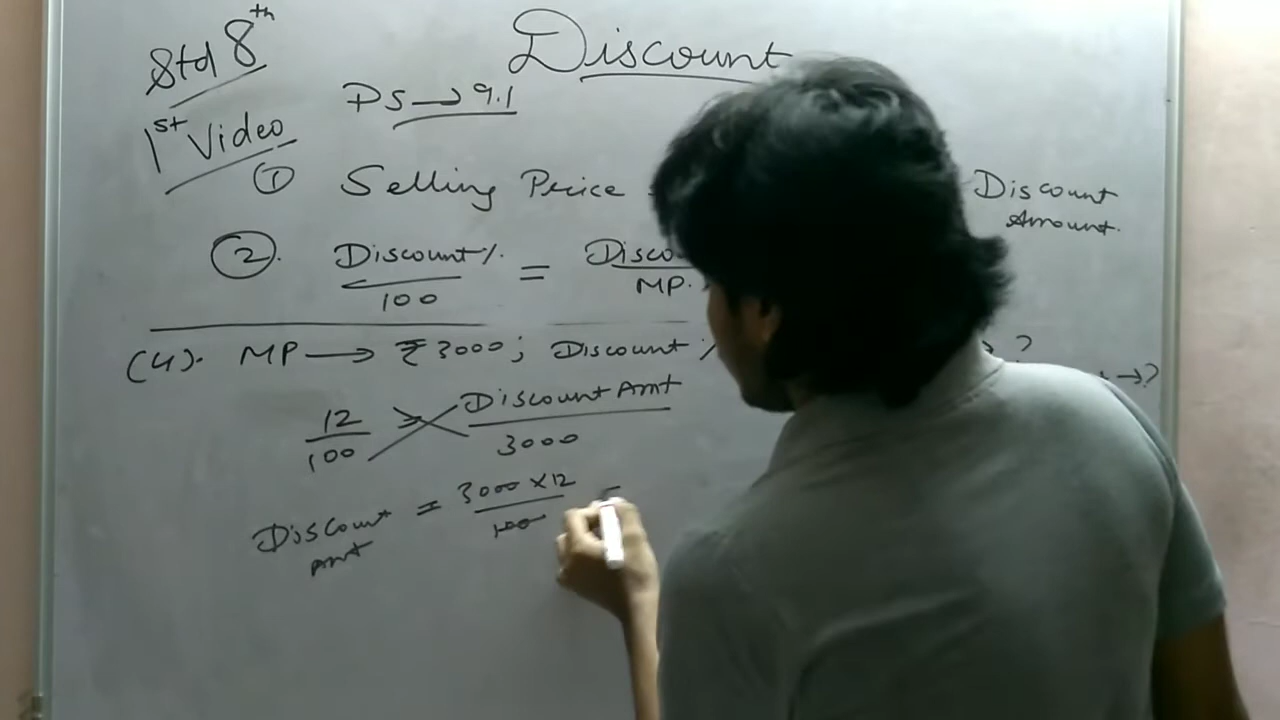 Std 8th
Discount
PS → 9.1
1st Video
① Selling Price
Discount
Amount.
②. Discount% / 100 = Disco / MP.
(4). MP → ₹ 3000; Discount % → ?
→ ?
12 / 100 = Discount Amt / 3000
Discount Amt = 3000 × 12 / 100 =